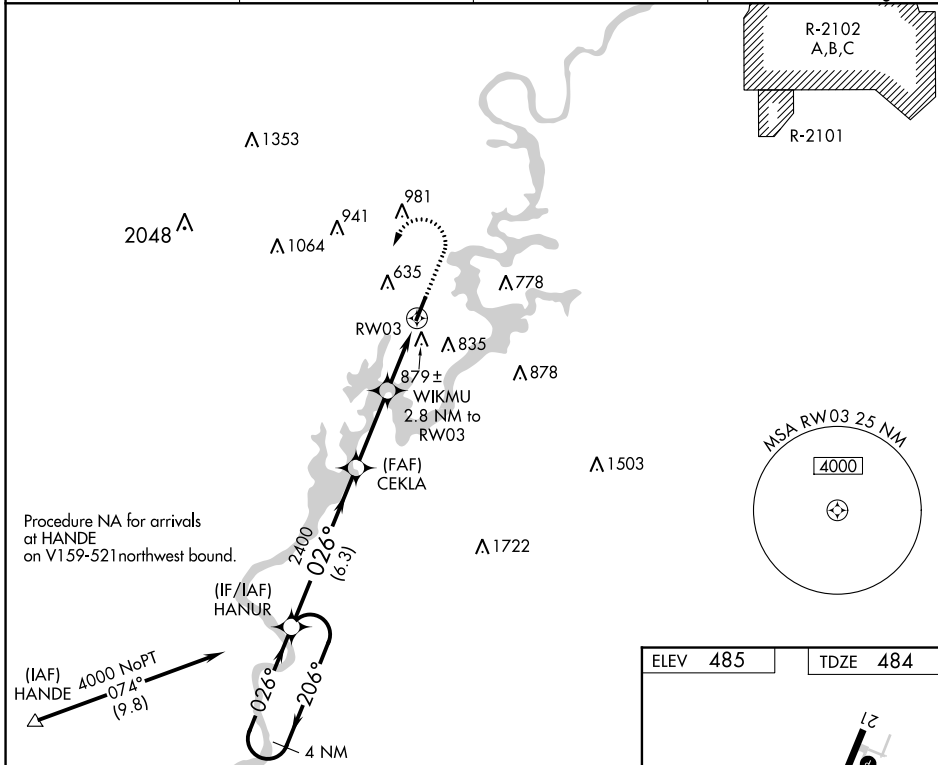 R-2102
A,B,C
R-2101
1353
981
941
2048
1064
635
778
RW03
835
879±
878
WIKMU
2.8 NM to
RW03
(FAF)
CEKLA
1503
MSA RW03 25 NM
4000
Procedure NA for arrivals
at HANDE
on V159-521 northwest bound.
2400
026°
(6.3)
1722
(IF/IAF)
HANUR
(IAF)
HANDE
4000 NoPT
074°
(9.8)
026°
206°
4 NM
ELEV 485
TDZE 484
21
P